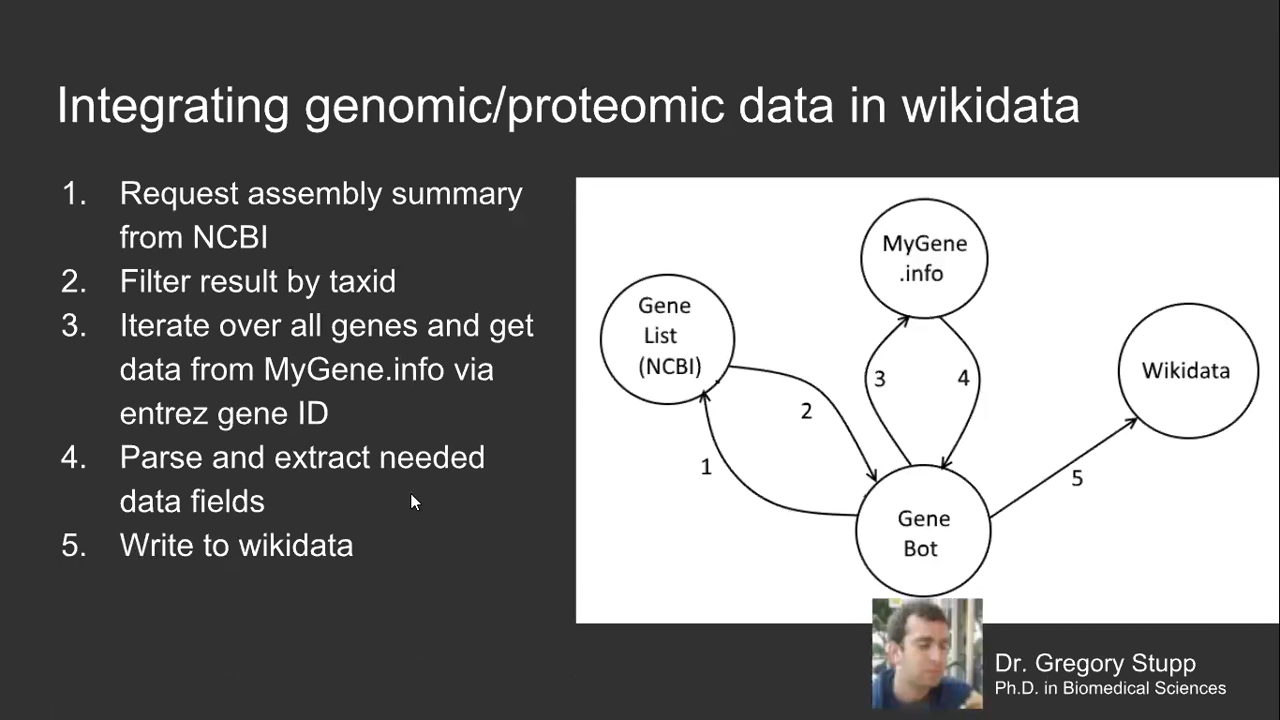 Integrating genomic/proteomic data in wikidata
1. Request assembly summary
from NCBI
2. Filter result by taxid
3. Iterate over all genes and get
data from MyGene.info via
entrez gene ID
4. Parse and extract needed
data fields
5. Write to wikidata
MyGene
.info
Gene
List
(NCBI)
Wikidata
3
4
2
1
5
Gene
Bot
Dr. Gregory Stupp
Ph.D. in Biomedical Sciences